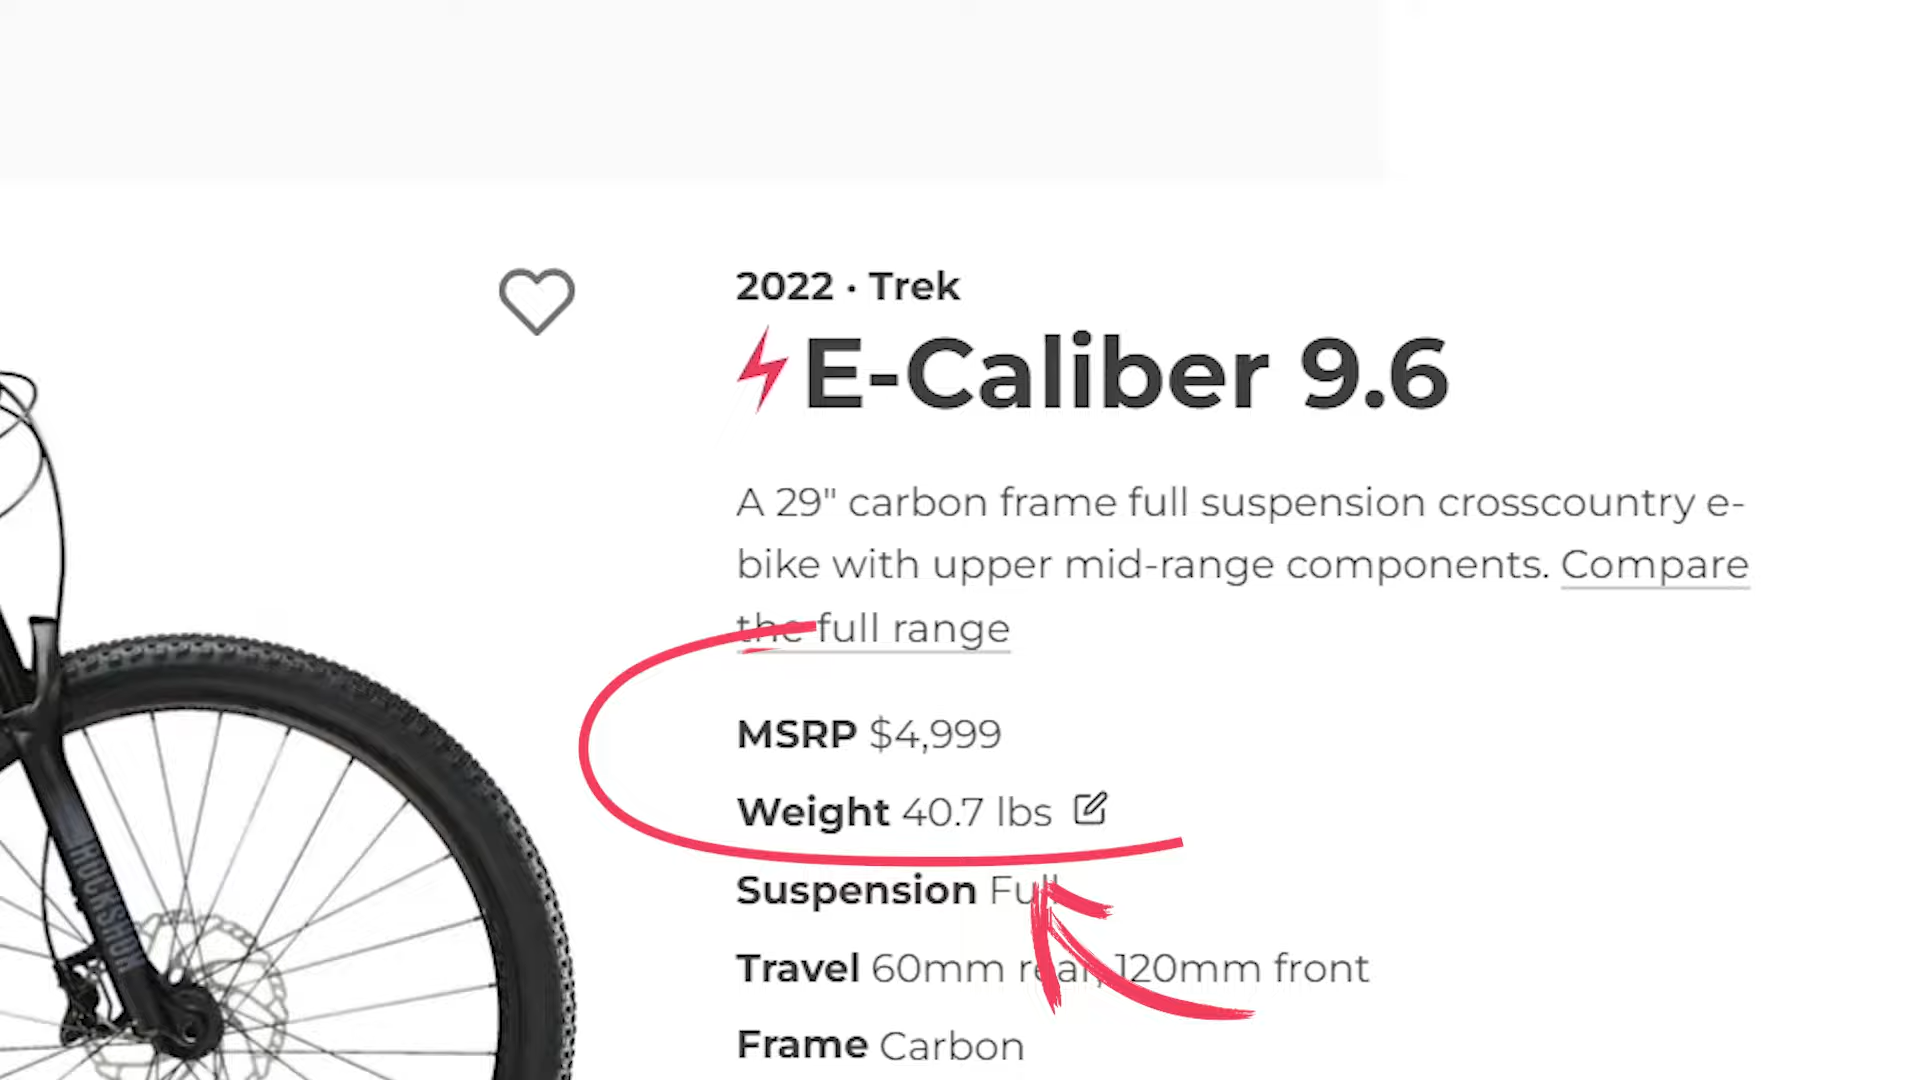 2022 · Trek
E-Caliber 9.6
A 29" carbon frame full suspension crosscountry e-
bike with upper mid-range components. Compare
the full range
MSRP $4,999
Weight 40.7 lbs
Suspension Full
Travel 60mm rear, 120mm front
Frame Carbon
ROCKSHOX